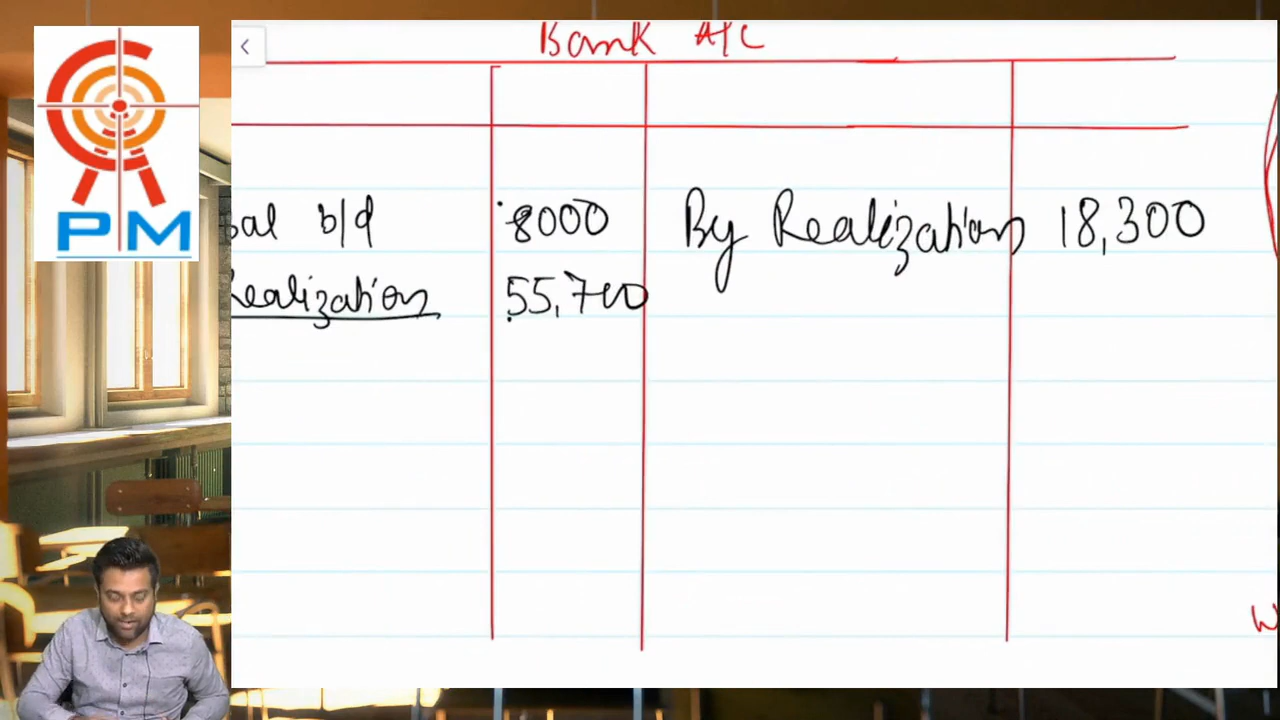 Bank A/C
PM
bal b/d 8000 By Realization 18,300
Realization 55,700
W